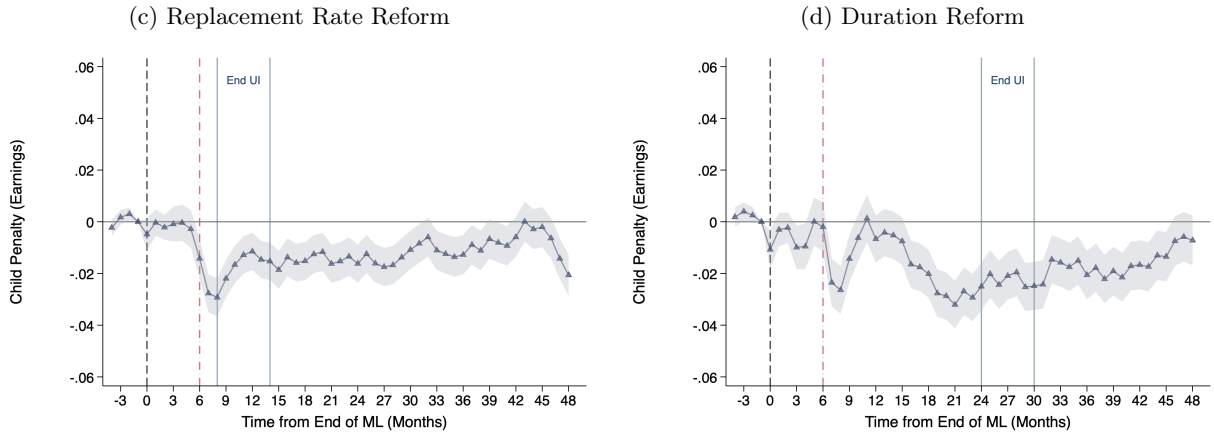 (c) Replacement Rate Reform
.06
.04
.02
0
-.02
-.04
-.06
Child Penalty (Earnings)
End UI
-3 0 3 6 9 12 15 18 21 24 27 30 33 36 39 42 45 48
Time from End of ML (Months)
(d) Duration Reform
.06
.04
.02
0
-.02
-.04
-.06
Child Penalty (Earnings)
End UI
-3 0 3 6 9 12 15 18 21 24 27 30 33 36 39 42 45 48
Time from End of ML (Months)